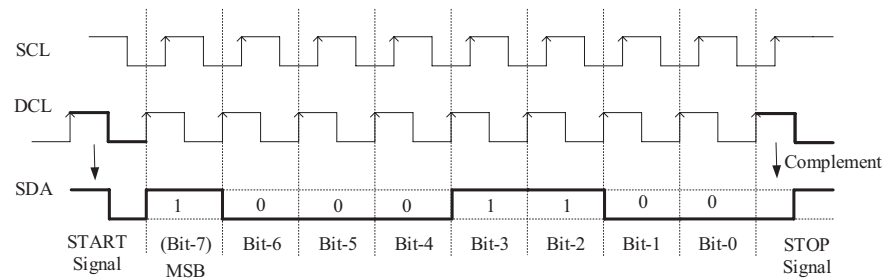 SCL
DCL
Complement
SDA
1 0 0 0 1 1 0 0
START Signal
(Bit-7) MSB
Bit-6
Bit-5
Bit-4
Bit-3
Bit-2
Bit-1
Bit-0
STOP Signal